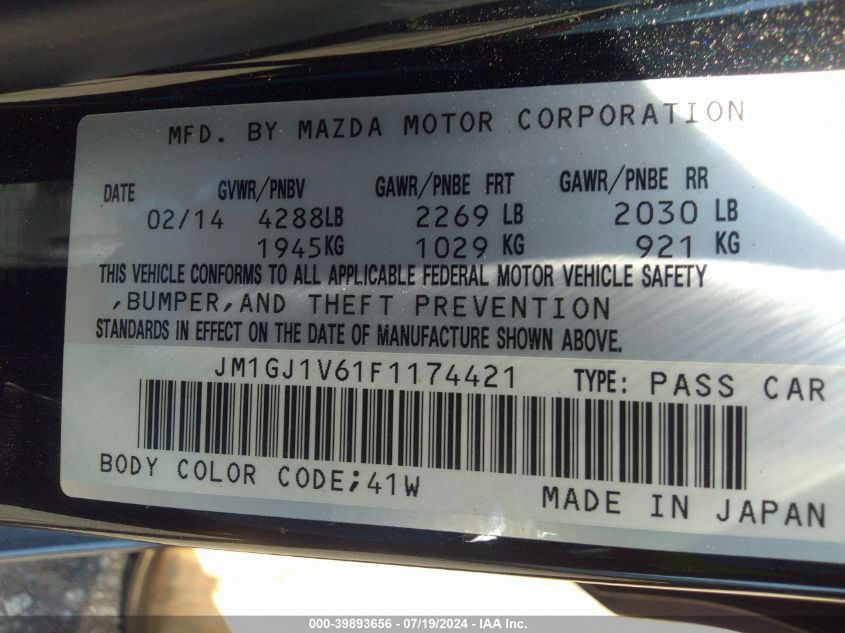 MFD. BY MAZDA MOTOR CORPORATION
DATE GVWR/PNBV GAWR/PNBE FRT GAWR/PNBE RR
02/14 4288LB 2269 LB 2030 LB
1945KG 1029 KG 921 KG
THIS VEHICLE CONFORMS TO ALL APPLICABLE FEDERAL MOTOR VEHICLE SAFETY
,BUMPER,AND THEFT PREVENTION
STANDARDS IN EFFECT ON THE DATE OF MANUFACTURE SHOWN ABOVE.
JM1GJ1V61F1174421 TYPE: PASS CAR
BODY COLOR CODE;41W
MADE IN JAPAN
000-39893656 - 07/19/2024 - IAA Inc.